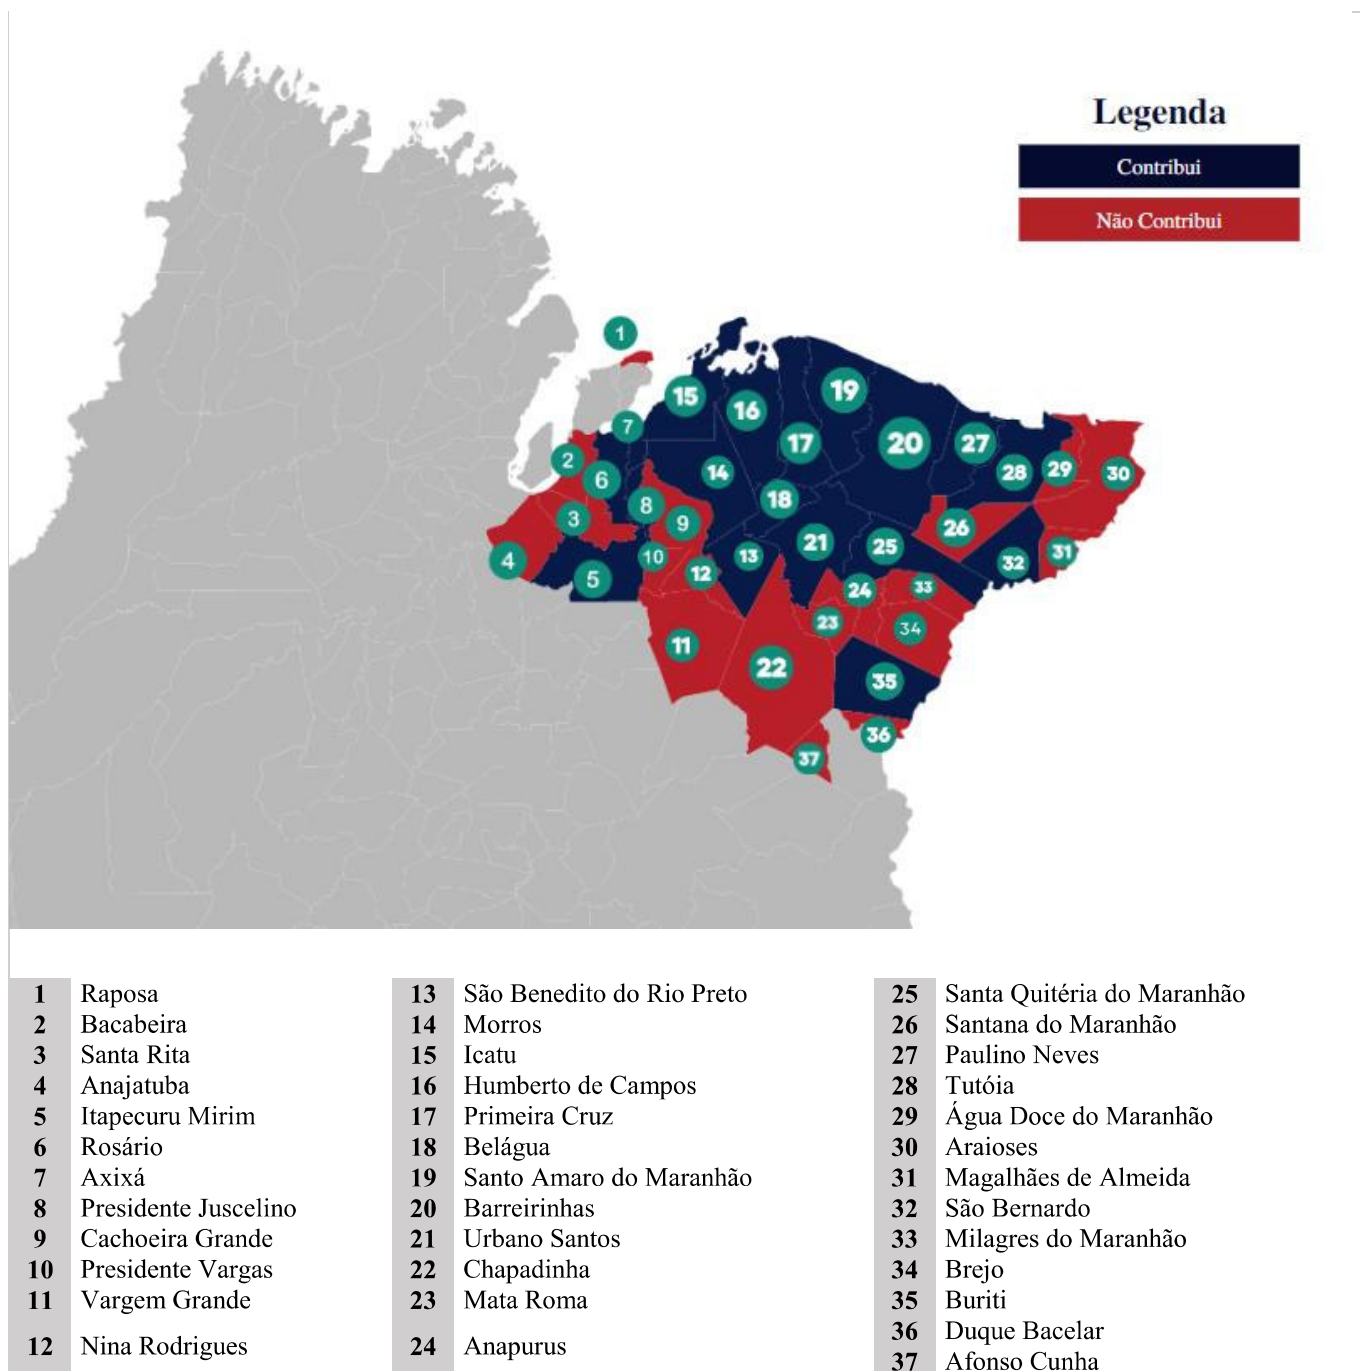 Legenda
Contribui
Não Contribui
1
15
16
19
7
17
20
27
2
6
14
28
29
30
8
18
3
9
26
4
10
13
21
25
32
31
5
12
24
33
23
34
11
22
35
36
37
1 Raposa
2 Bacabeira
3 Santa Rita
4 Anajatuba
5 Itapecuru Mirim
6 Rosário
7 Axixá
8 Presidente Juscelino
9 Cachoeira Grande
10 Presidente Vargas
11 Vargem Grande
12 Nina Rodrigues
13 São Benedito do Rio Preto
14 Morros
15 Icatu
16 Humberto de Campos
17 Primeira Cruz
18 Belágua
19 Santo Amaro do Maranhão
20 Barreirinhas
21 Urbano Santos
22 Chapadinha
23 Mata Roma
24 Anapurus
25 Santa Quitéria do Maranhão
26 Santana do Maranhão
27 Paulino Neves
28 Tutóia
29 Água Doce do Maranhão
30 Araioses
31 Magalhães de Almeida
32 São Bernardo
33 Milagres do Maranhão
34 Brejo
35 Buriti
36 Duque Bacelar
37 Afonso Cunha